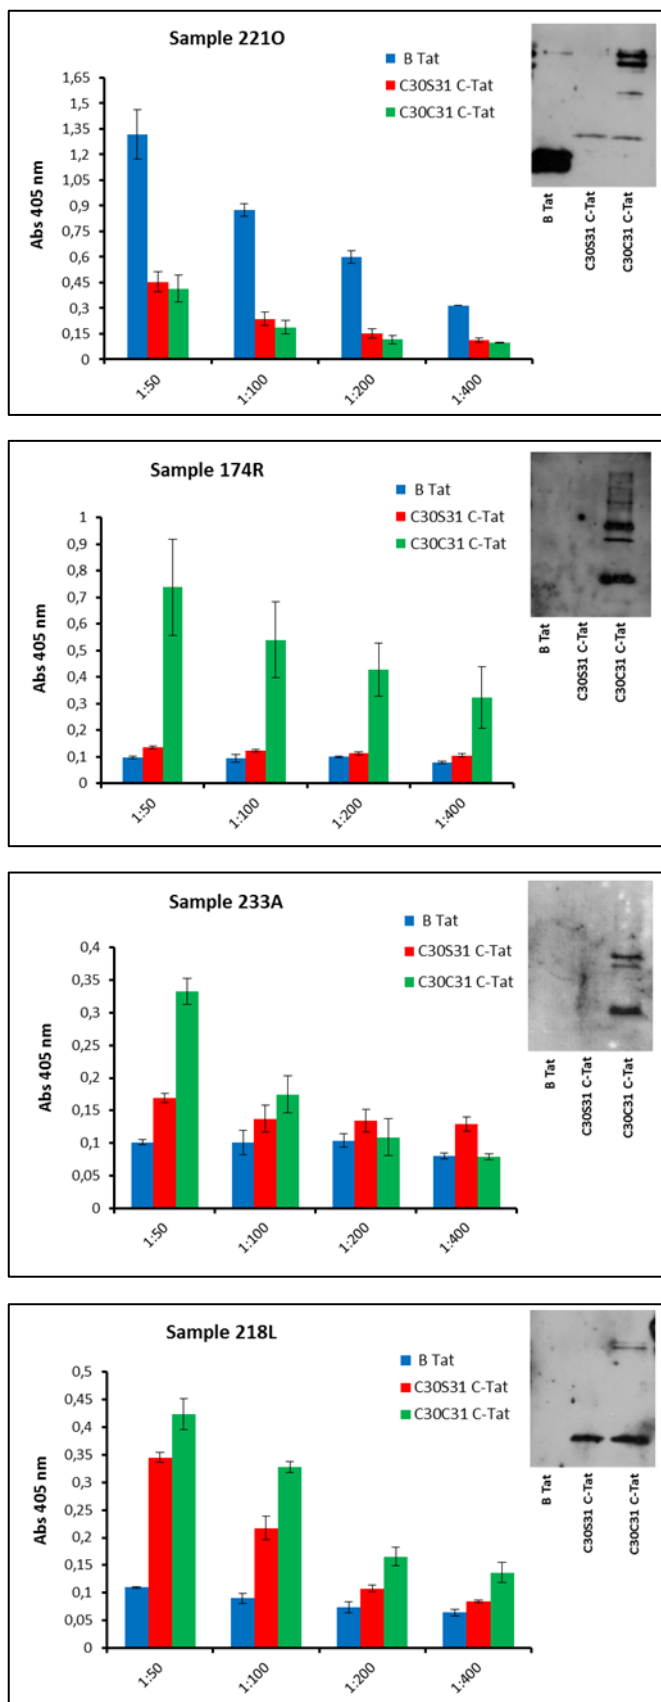 Sample 221O
B Tat
C30S31 C-Tat
C30C31 C-Tat
Abs 405 nm
1,65
1,5
1,35
1,2
1,05
0,9
0,75
0,6
0,45
0,3
0,15
0
1:50
1:100
1:200
1:400
B Tat
C30S31 C-Tat
C30C31 C-Tat
Sample 174R
B Tat
C30S31 C-Tat
C30C31 C-Tat
Abs 405 nm
1
0,9
0,8
0,7
0,6
0,5
0,4
0,3
0,2
0,1
0
1:50
1:100
1:200
1:400
B Tat
C30S31 C-Tat
C30C31 C-Tat
Sample 233A
B Tat
C30S31 C-Tat
C30C31 C-Tat
Abs 405 nm
0,4
0,35
0,3
0,25
0,2
0,15
0,1
0,05
0
1:50
1:100
1:200
1:400
B Tat
C30S31 C-Tat
C30C31 C-Tat
Sample 218L
B Tat
C30S31 C-Tat
C30C31 C-Tat
Abs 405 nm
0,5
0,45
0,4
0,35
0,3
0,25
0,2
0,15
0,1
0,05
0
1:50
1:100
1:200
1:400
B Tat
C30S31 C-Tat
C30C31 C-Tat